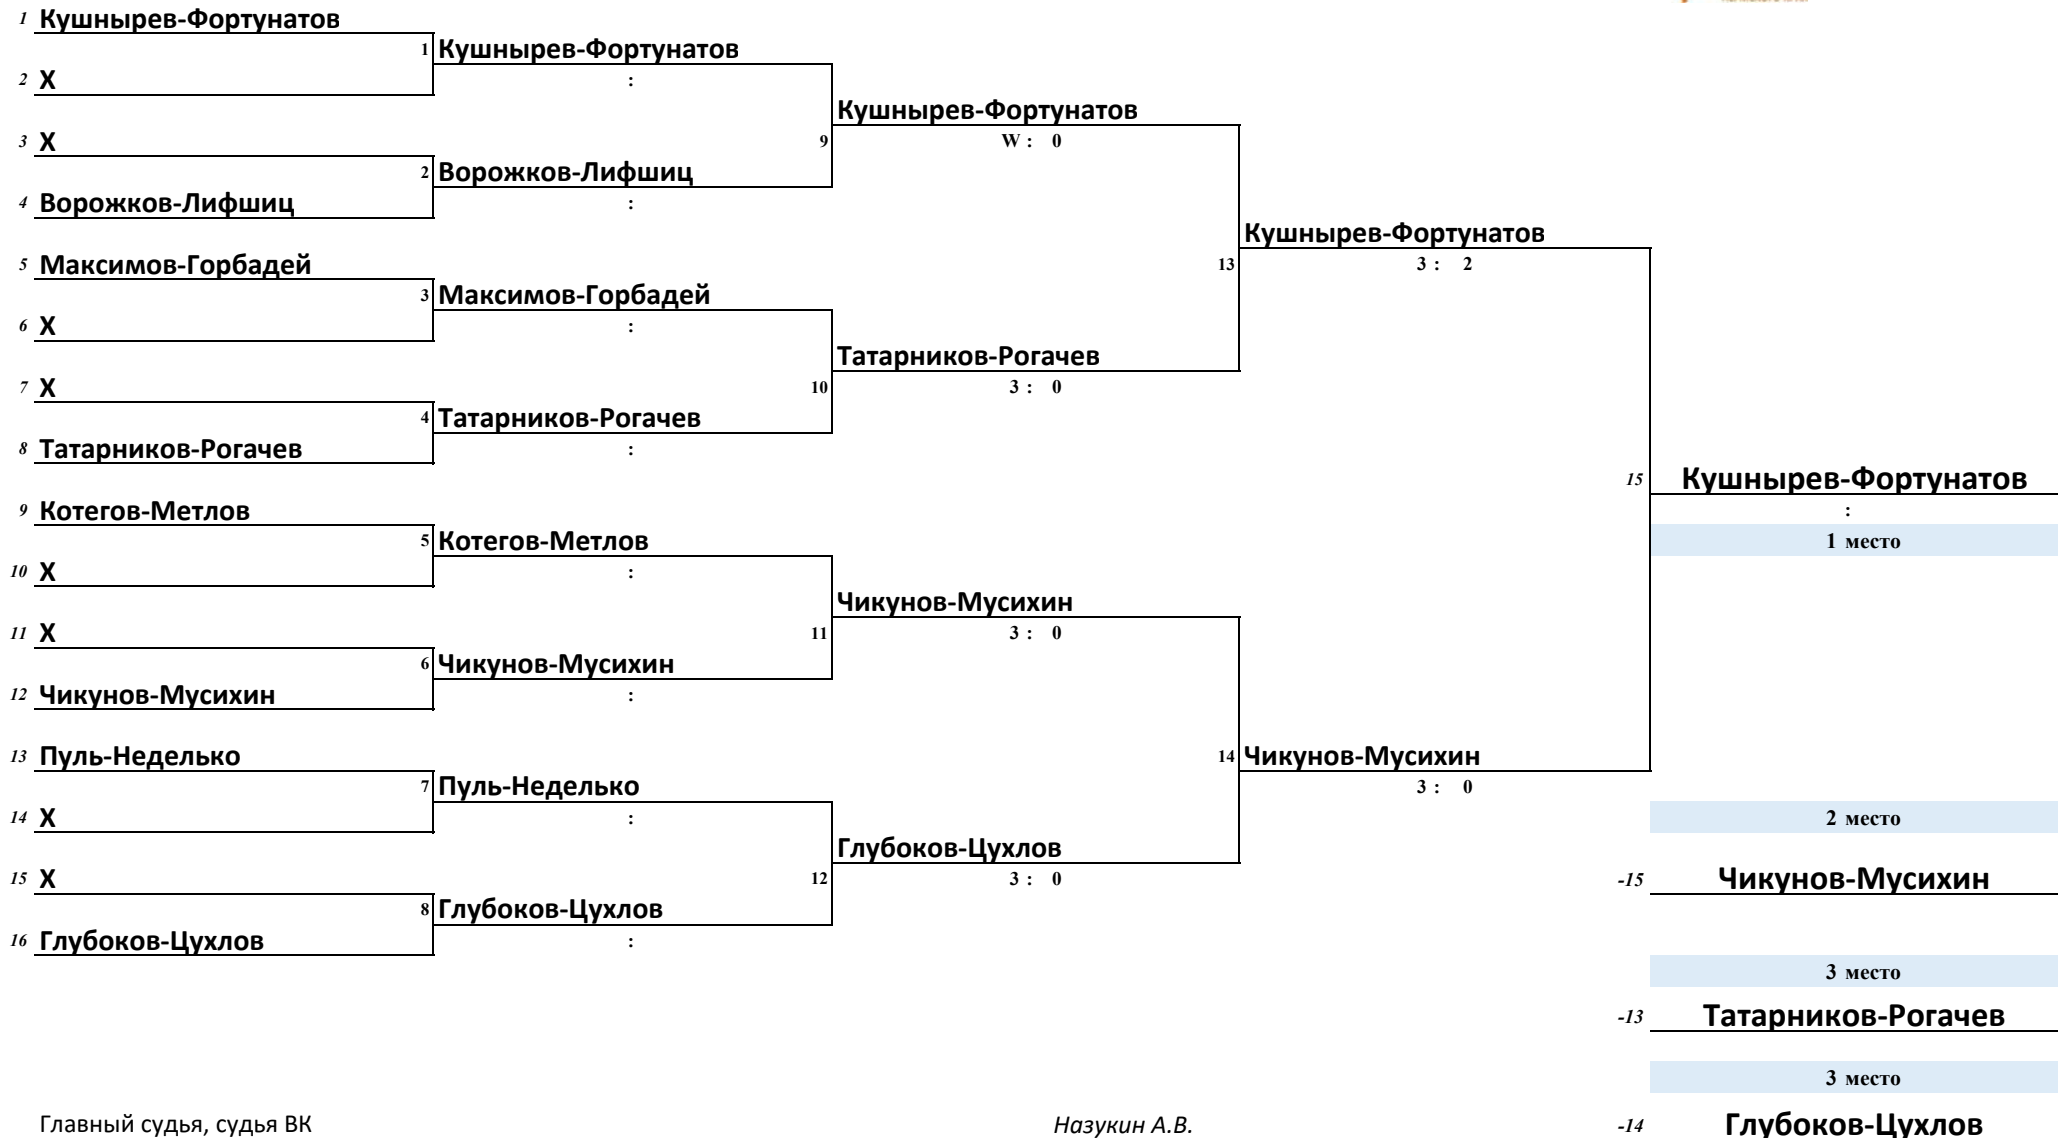 1 Кушнырев-Фортунатов
1 Кушнырев-Фортунатов
2 X
:
Кушнырев-Фортунатов
3 X
9
W : 0
2 Ворожков-Лифшиц
4 Ворожков-Лифшиц
:
Кушнырев-Фортунатов
5 Максимов-Горбадей
13
3 : 2
3 Максимов-Горбадей
6 X
:
Татарников-Рогачев
7 X
10
3 : 0
4 Татарников-Рогачев
8 Татарников-Рогачев
:
15 Кушнырев-Фортунатов
9 Котегов-Метлов
:
5 Котегов-Метлов
1 место
10 X
:
Чикунов-Мусихин
11 X
11
3 : 0
6 Чикунов-Мусихин
12 Чикунов-Мусихин
:
13 Пуль-Неделько
14 Чикунов-Мусихин
7 Пуль-Неделько
3 : 0
14 X
:
2 место
Глубоков-Цухлов
15 X
12
3 : 0
-15 Чикунов-Мусихин
8 Глубоков-Цухлов
16 Глубоков-Цухлов
:
3 место
-13 Татарников-Рогачев
3 место
Главный судья, судья ВК
Назукин А.В.
-14 Глубоков-Цухлов